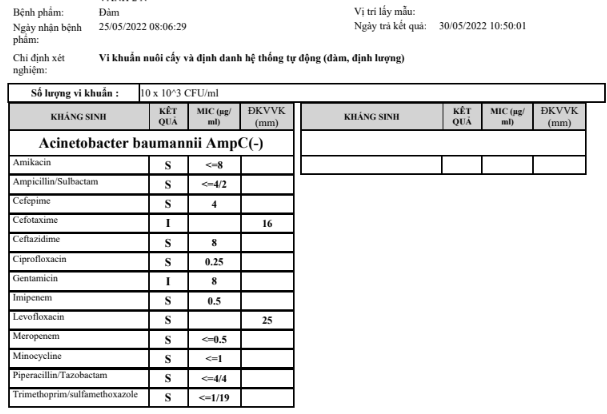 Bệnh phẩm: Đàm Vị trí lấy mẫu:
Ngày nhận bệnh phẩm: 25/05/2022 08:06:29 Ngày trả kết quả: 30/05/2022 10:50:01
Chỉ định xét nghiệm: Vi khuẩn nuôi cấy và định danh hệ thống tự động (đàm, định lượng)
Số lượng vi khuẩn : 10 x 10^3 CFU/ml
KHÁNG SINH KẾT QUẢ MIC (µg/ml) ĐKVVK (mm) KHÁNG SINH KẾT QUẢ MIC (µg/ml) ĐKVVK (mm)
Acinetobacter baumannii AmpC(-)
Amikacin S <=8
Ampicillin/Sulbactam S <=4/2
Cefepime S 4
Cefotaxime I 16
Ceftazidime S 8
Ciprofloxacin S 0.25
Gentamicin I 8
Imipenem S 0.5
Levofloxacin S 25
Meropenem S <=0.5
Minocycline S <=1
Piperacillin/Tazobactam S <=4/4
Trimethoprim/sulfamethoxazole S <=1/19